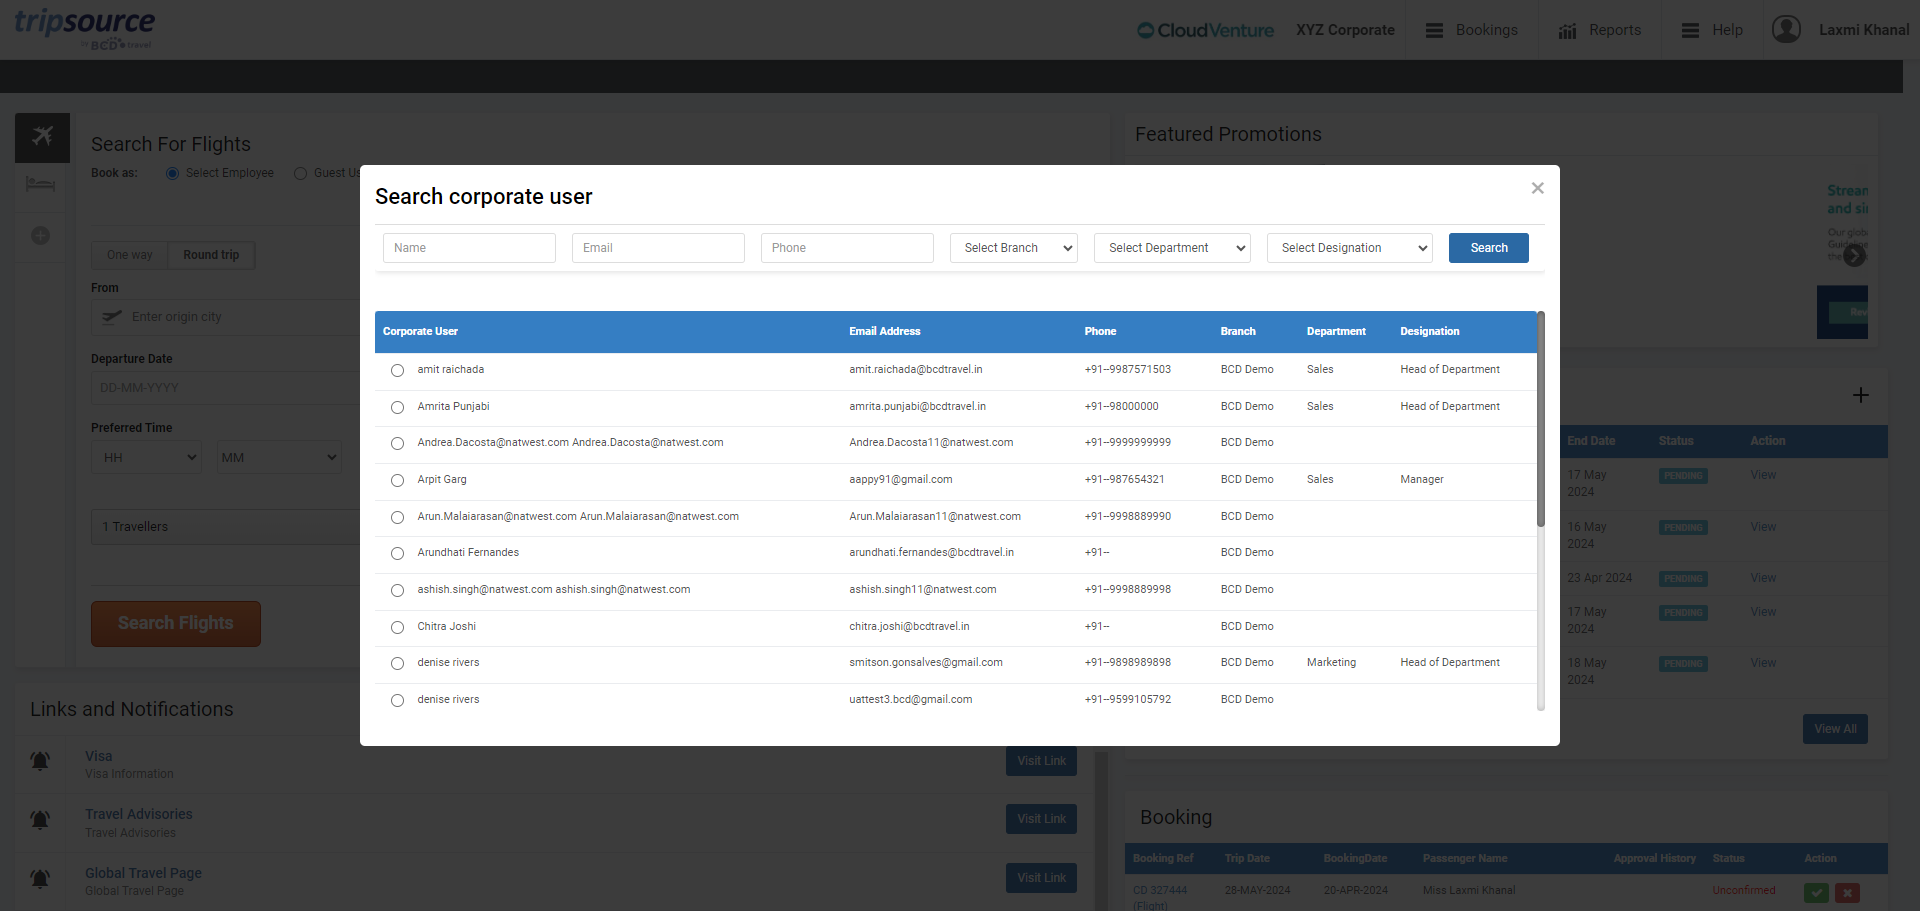 tripsource
by BCD travel
CloudVenture
XYZ Corporate
Bookings
Reports
Help
Laxmi Khanal
Search For Flights
Book as: Select Employee Guest Us
One way Round trip
From
Enter origin city
Departure Date
DD-MM-YYYY
Preferred Time
HH MM
1 Travellers
Search Flights
Featured Promotions
Stream
and si
Our globa
Guideline
the
Rev
Search corporate user
×
Name Email Phone Select Branch Select Department Select Designation Search
Corporate User Email Address Phone Branch Department Designation
amit raichada amit.raichada@bcdtravel.in +91--9987571503 BCD Demo Sales Head of Department
Amrita Punjabi amrita.punjabi@bcdtravel.in +91--98000000 BCD Demo Sales Head of Department
Andrea.Dacosta@natwest.com Andrea.Dacosta@natwest.com Andrea.Dacosta11@natwest.com +91--9999999999 BCD Demo
Arpit Garg aappy91@gmail.com +91--987654321 BCD Demo Sales Manager
Arun.Malaiarasan@natwest.com Arun.Malaiarasan@natwest.com Arun.Malaiarasan11@natwest.com +91--9998889990 BCD Demo
Arundhati Fernandes arundhati.fernandes@bcdtravel.in +91-- BCD Demo
ashish.singh@natwest.com ashish.singh@natwest.com ashish.singh11@natwest.com +91--9998889998 BCD Demo
Chitra Joshi chitra.joshi@bcdtravel.in +91-- BCD Demo
denise rivers smitson.gonsalves@gmail.com +91--9898989898 BCD Demo Marketing Head of Department
denise rivers uattest3.bcd@gmail.com +91--9599105792 BCD Demo
End Date Status Action
17 May
2024 PENDING View
16 May
2024 PENDING View
23 Apr 2024 PENDING View
17 May
2024 PENDING View
18 May
2024 PENDING View
View All
Links and Notifications
Visa
Visa Information
Visit Link
Travel Advisories
Travel Advisories
Visit Link
Global Travel Page
Global Travel Page
Visit Link
Booking
Booking Ref Trip Date BookingDate Passenger Name Approval History Status Action
CD 327444 28-MAY-2024 20-APR-2024 Miss Laxmi Khanal Unconfirmed
(Flight)